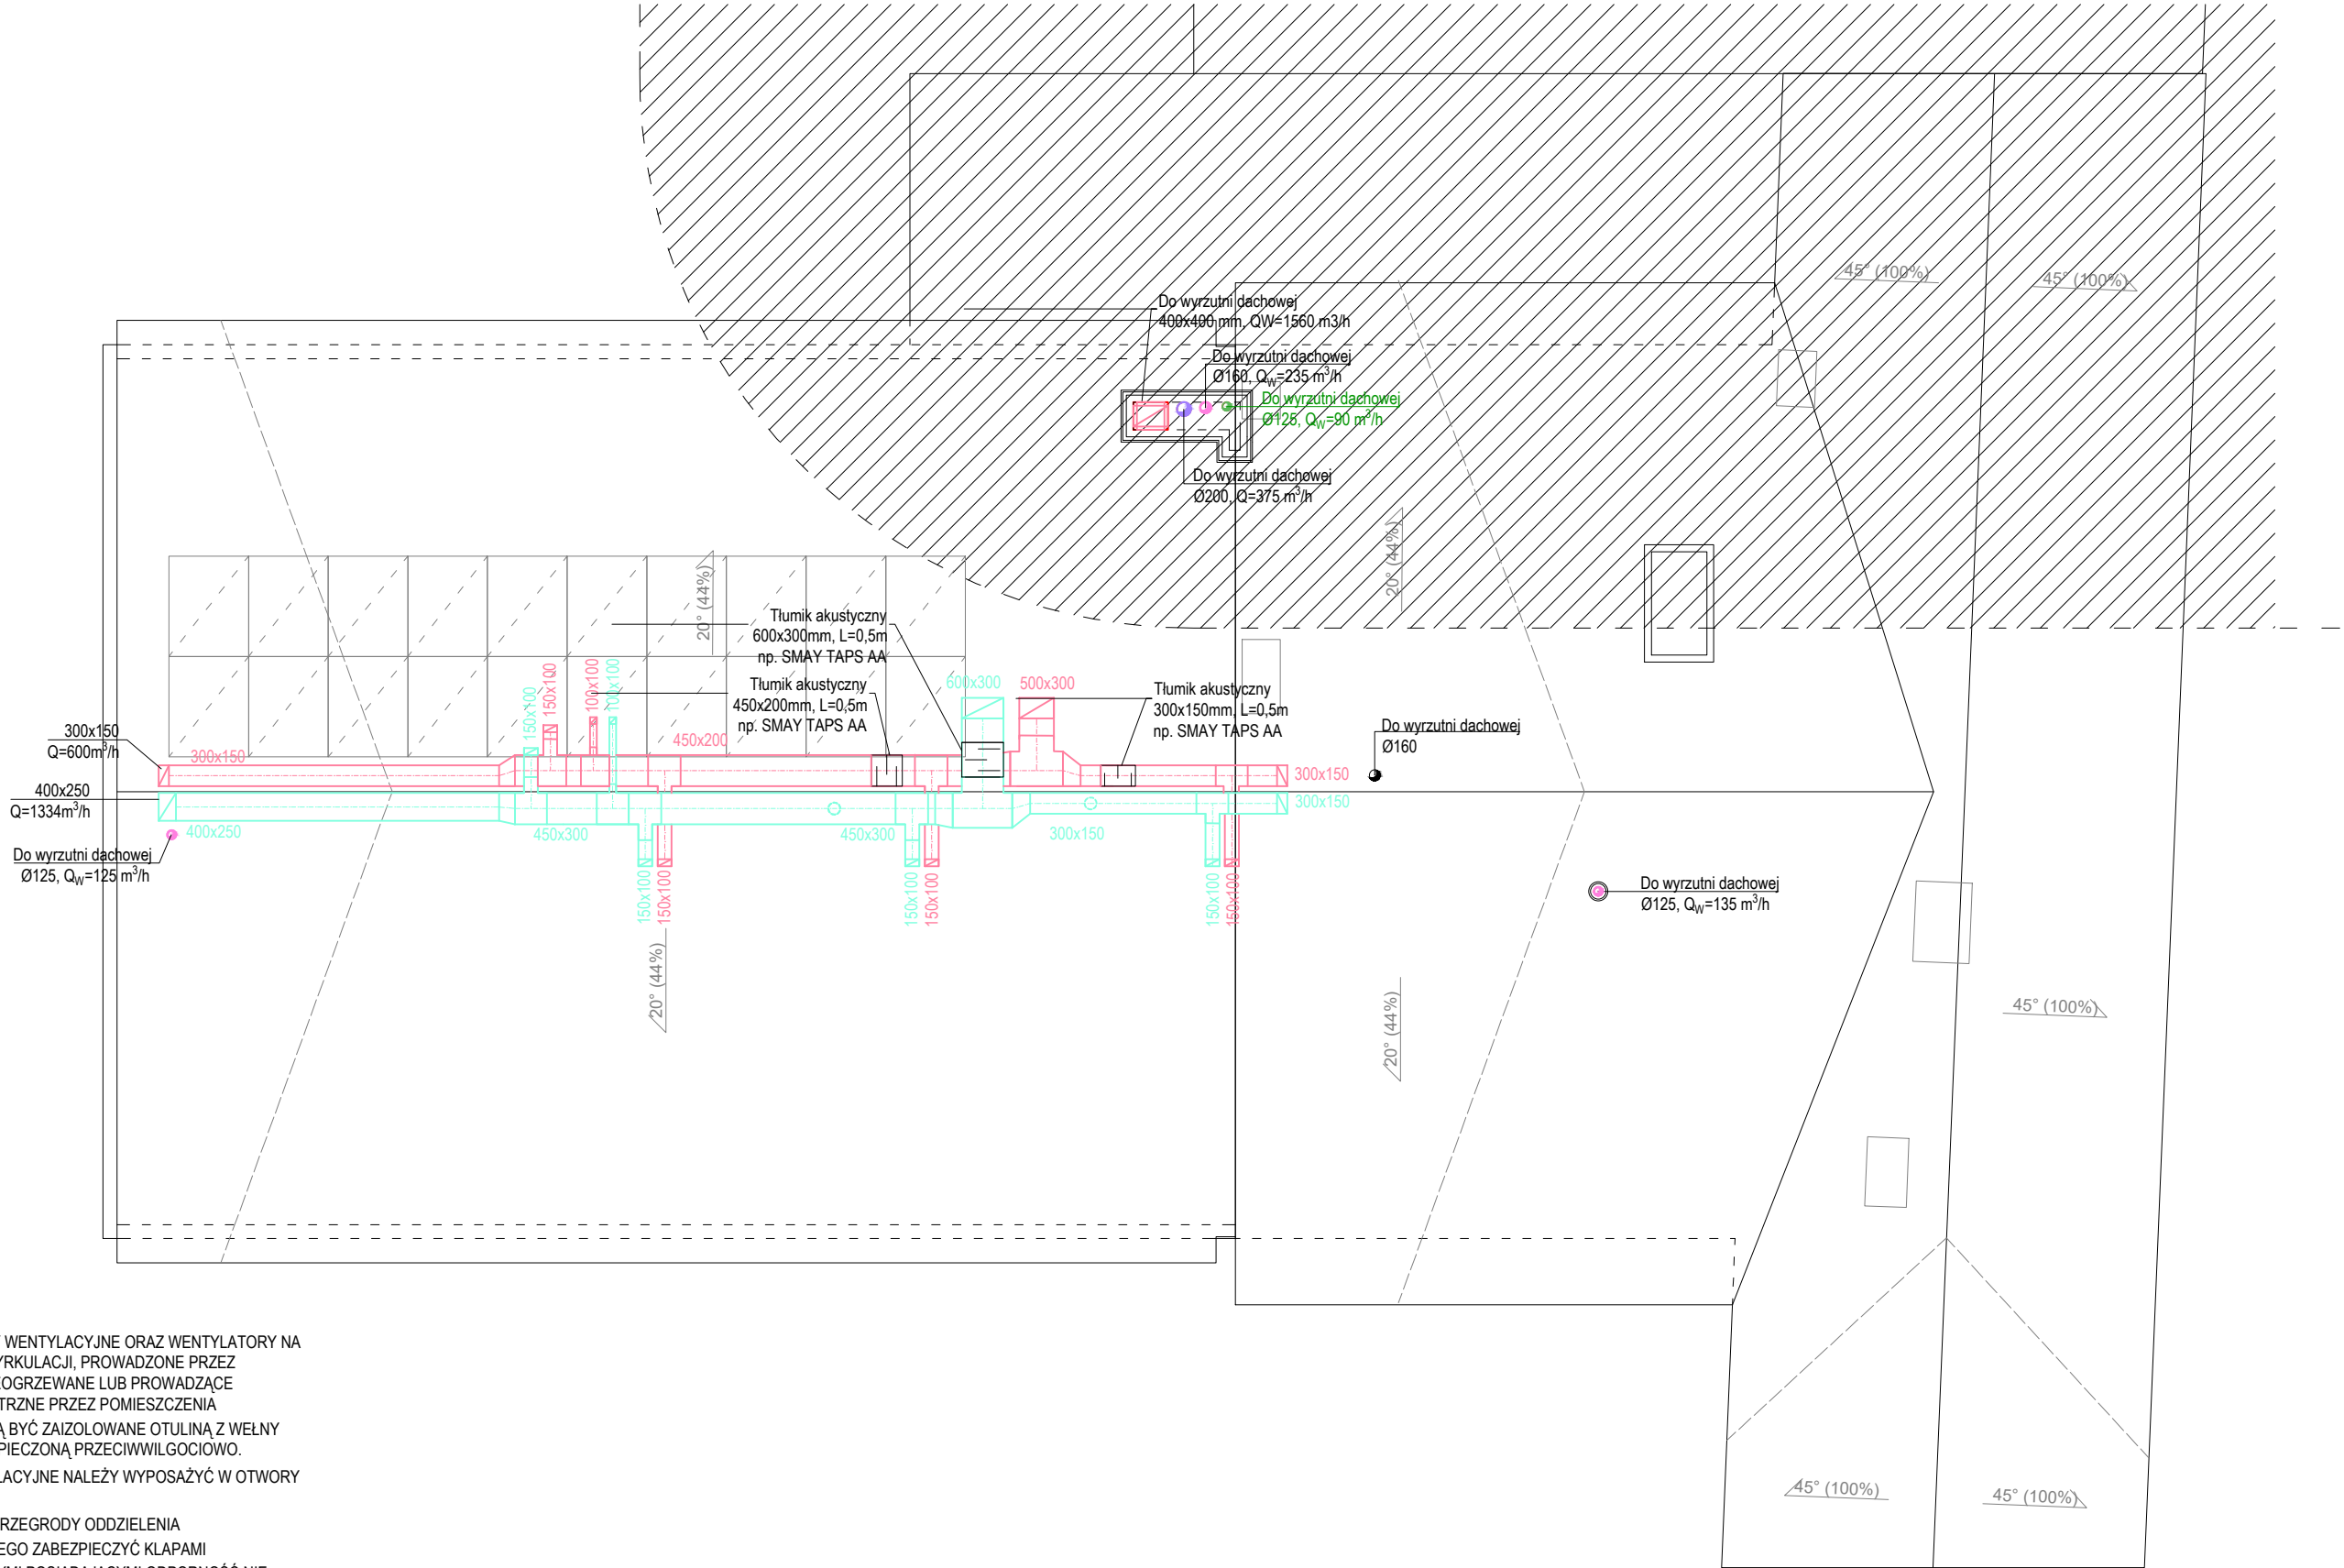 45° (100%)
45° (100%)
Do wyrzutni dachowej
400x400 mm, QW=1560 m3/h
Do wyrzutni dachowej
Ø160, QW=235 m³/h
Do wyrzutni dachowej
Ø125, QW=90 m³/h
Do wyrzutni dachowej
Ø200, Q=375 m³/h
20° (44%)
20° (44%)
Tłumik akustyczny
600x300mm, L=0,5m
np. SMAY TAPS AA
Tłumik akustyczny
450x200mm, L=0,5m
np. SMAY TAPS AA
Tłumik akustyczny
300x150mm, L=0,5m
np. SMAY TAPS AA
600x300
500x300
150x100
150x100
100x100
100x100
450x200
Do wyrzutni dachowej
Ø160
300x150
Q=600m³/h
300x150
300x150
400x250
Q=1334m³/h
300x150
400x250
450x300
450x300
300x150
Do wyrzutni dachowej
Ø125, QW=125 m³/h
150x100
150x100
150x100
150x100
150x100
150x100
Do wyrzutni dachowej
Ø125, QW=135 m³/h
20° (44%)
20° (44%)
45° (100%)
WENTYLACYJNE ORAZ WENTYLATORY NA
YRKULACJI, PROWADZONE PRZEZ
OGRZEWANE LUB PROWADZĄCE
TRZNE PRZEZ POMIESZCZENIA
Ą BYĆ ZAIZOLOWANE OTULINĄ Z WEŁNY
PIECZONĄ PRZECIWWILGOCIOWO.
LACYJNE NALEŻY WYPOSAŻYĆ W OTWORY
RZEGRODY ODDZIELENIA
EGO ZABEZPIECZYĆ KLAPAMI
45° (100%)
45° (100%)